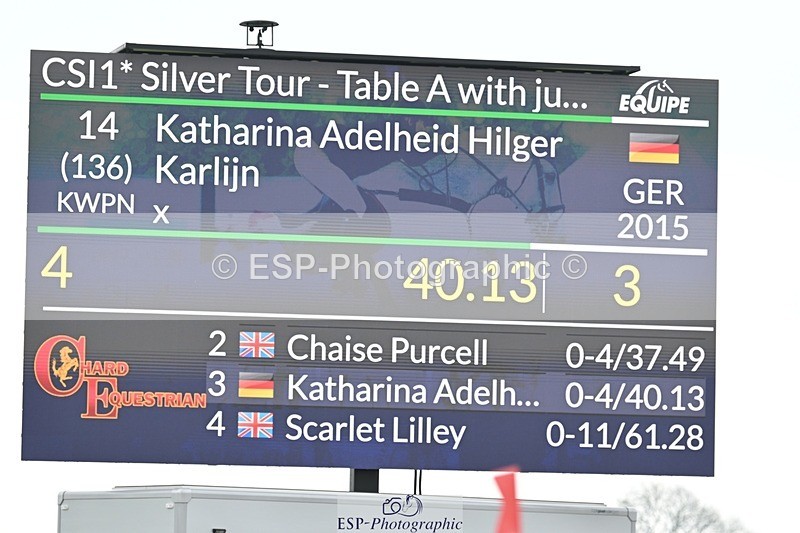 CSI1* Silver Tour - Table A with ju...
EQUIPE
14 Katharina Adelheid Hilger
(136) Karlijn
KWPN x
GER
2015
© ESP-Photographic ©
4 40.13 3
CHARD EQUESTRIAN
2 Chaise Purcell 0-4/37.49
3 Katharina Adelh... 0-4/40.13
4 Scarlet Lilley 0-11/61.28
ESP-Photographic